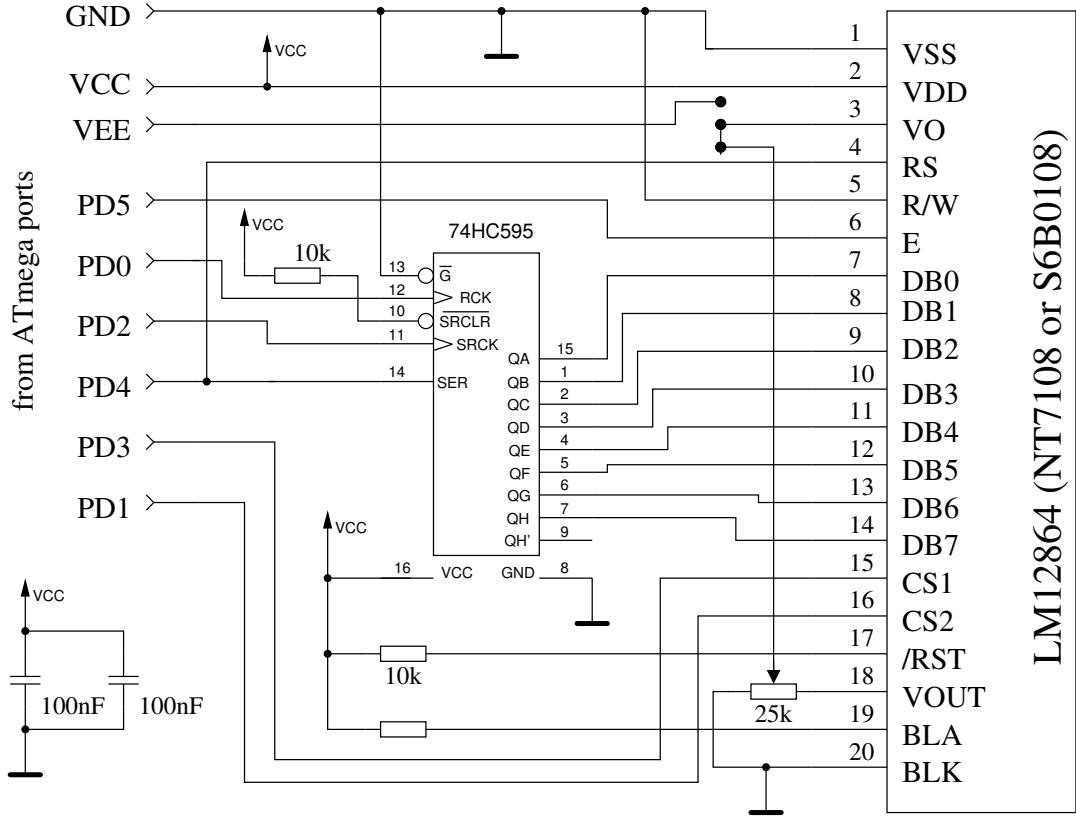 GND
VCC
VCC
VEE
from ATmega ports
PD5
PD0
PD2
PD4
PD3
PD1
VCC
10k
74HC595
13
G
12
RCK
10
SRCLR
11
SRCK
14
SER
QA
15
QB
1
QC
2
QD
3
QE
4
QF
5
QG
6
QH
7
QH'
9
VCC
16
VCC
GND
8
10k
VCC
100nF
100nF
25k
1
VSS
2
VDD
3
VO
4
RS
5
R/W
6
E
7
DB0
8
DB1
9
DB2
10
DB3
11
DB4
12
DB5
13
DB6
14
DB7
15
CS1
16
CS2
17
/RST
18
VOUT
19
BLA
20
BLK
LM12864 (NT7108 or S6B0108)